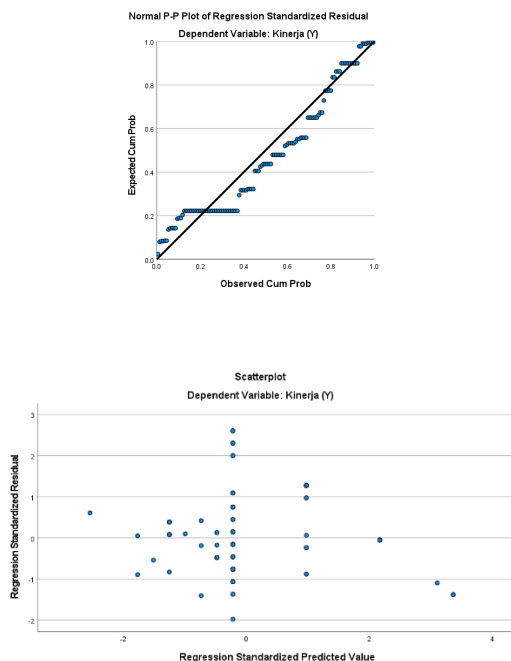 Normal P-P Plot of Regression Standardized Residual
Dependent Variable: Kinerja (Y)
Expected Cum Prob
1.0
0.8
0.6
0.4
0.2
0.0
0.0 0.2 0.4 0.6 0.8 1.0
Observed Cum Prob
Scatterplot
Dependent Variable: Kinerja (Y)
Regression Standardized Residual
3
2
1
0
-1
-2
-2 0 2 4
Regression Standardized Predicted Value